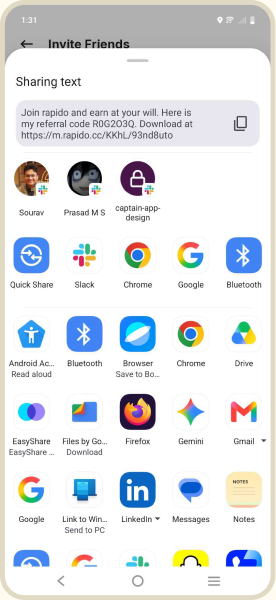 1:31
Invite Friends
Sharing text
Join rapido and earn at your will. Here is
my referral code R0G2O3Q. Download at
https://m.rapido.cc/KKhL/93nd8uto
Sourav
Prasad M S
captain-app-
design
Quick Share
Slack
Chrome
Google
Bluetooth
Android Ac...
Read aloud
Bluetooth
Browser
Save to Bo...
Chrome
Drive
EasyShare
EasyShare ...
Files by Go...
Download
Firefox
Gemini
Gmail
Google
Link to Win...
Send to PC
LinkedIn
Messages
NOTES
Notes